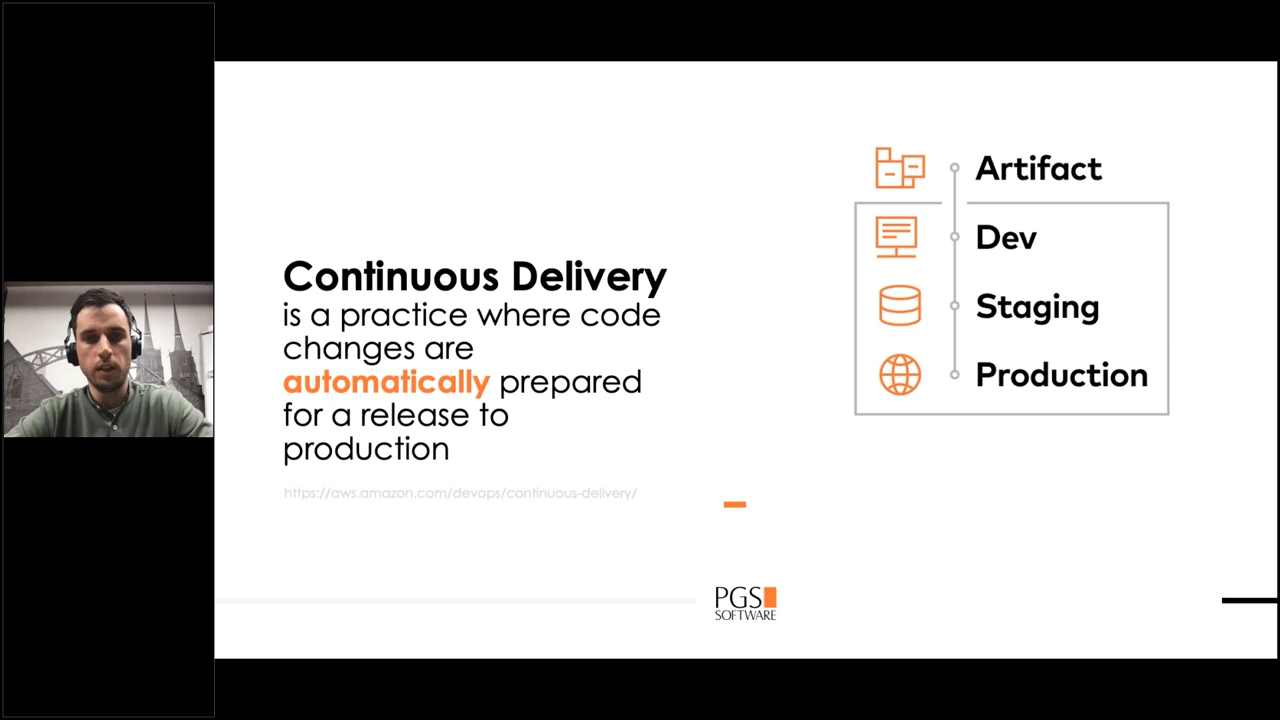 Continuous Delivery
is a practice where code
changes are
automatically prepared
for a release to
production
https://aws.amazon.com/devops/continuous-delivery/
Artifact
Dev
Staging
Production
PGS
SOFTWARE